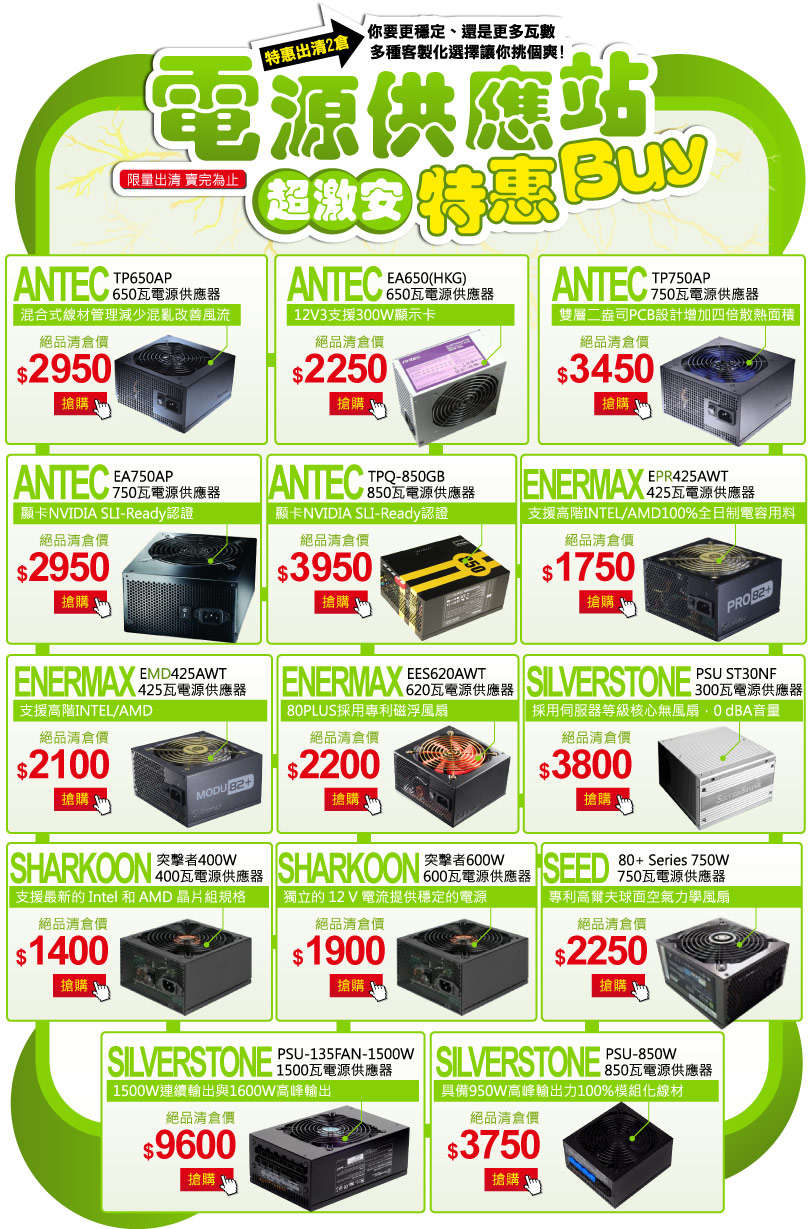 特惠出清2倉
你要更穩定、還是更多瓦數
多種客製化選擇讓你挑個爽!
電源供應站
限量出清 賣完為止
超激安 特惠Buy
ANTEC TP650AP
650瓦電源供應器
混合式線材管理減少混亂改善風流
絕品清倉價
$2950
搶購
ANTEC EA650(HKG)
650瓦電源供應器
12V3支援300W顯示卡
絕品清倉價
$2250
搶購
ANTEC TP750AP
750瓦電源供應器
雙層二盎司PCB設計增加四倍散熱面積
絕品清倉價
$3450
搶購
ANTEC EA750AP
750瓦電源供應器
顯卡NVIDIA SLI-Ready認證
絕品清倉價
$2950
搶購
ANTEC TPQ-850GB
850瓦電源供應器
顯卡NVIDIA SLI-Ready認證
絕品清倉價
$3950
搶購
850
ENERMAX EPR425AWT
425瓦電源供應器
支援高階INTEL/AMD100%全日制電容用料
絕品清倉價
$1750
搶購
PRO 82+
ENERMAX EMD425AWT
425瓦電源供應器
支援高階INTEL/AMD
絕品清倉價
$2100
搶購
MODU 82+
ENERMAX EES620AWT
620瓦電源供應器
80PLUS採用專利磁浮風扇
絕品清倉價
$2200
搶購
SILVERSTONE PSU ST30NF
300瓦電源供應器
採用伺服器等級核心無風扇，0 dBA音量
絕品清倉價
$3800
搶購
SILVERSTONE
SHARKOON 突擊者400W
400瓦電源供應器
支援最新的 Intel 和 AMD 晶片組規格
絕品清倉價
$1400
搶購
SHARKOON 突擊者600W
600瓦電源供應器
獨立的 12 V 電流提供穩定的電源
絕品清倉價
$1900
搶購
SEED 80+ Series 750W
750瓦電源供應器
專利高爾夫球面空氣力學風扇
絕品清倉價
$2250
搶購
SILVERSTONE PSU-135FAN-1500W
1500瓦電源供應器
1500W連續輸出與1600W高峰輸出
絕品清倉價
$9600
搶購
SILVERSTONE PSU-850W
850瓦電源供應器
具備950W高峰輸出力100%模組化線材
絕品清倉價
$3750
搶購